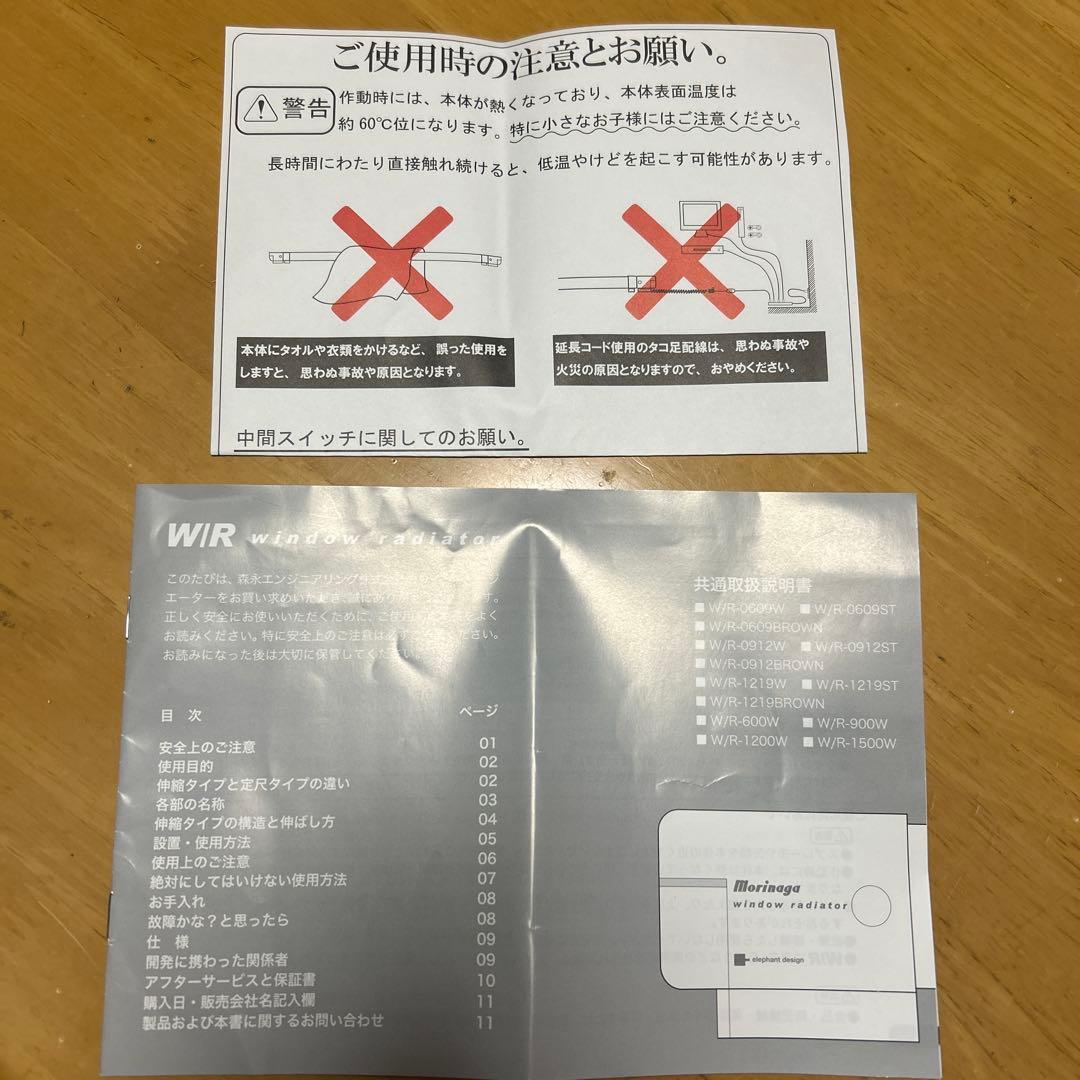 ご使用時の注意とお願い。
警告
作動時には、本体が熱くなっており、本体表面温度は
約60℃位になります。特に小さなお子様にはご注意ください。
長時間にわたり直接触れ続けると、低温やけどを起こす可能性があります。
本体にタオルや衣類をかけるなど、誤った使用を
しますと、思わぬ事故や原因となります。
延長コード使用のタコ足配線は、思わぬ事故や
火災の原因となりますので、おやめください。
中間スイッチに関してのお願い。
W/R window radiator
このたびは、森永エンジニアリング
エーターをお買い求めいただき、誠にありがとうございます。
正しく安全にお使いいただくために、ご使用
お読みください。特に安全上のご注意は必ず
お読みになった後は大切に保管してください。
目 次 ページ
安全上のご注意 01
使用目的 02
伸縮タイプと定尺タイプの違い 02
各部の名称 03
伸縮タイプの構造と伸ばし方 04
設置・使用方法 05
使用上のご注意 06
絶対にしてはいけない使用方法 07
お手入れ 08
故障かな?と思ったら 08
仕 様 09
開発に携わった関係者 09
アフターサービスと保証書 10
購入日・販売会社名記入欄 11
製品および本書に関するお問い合わせ 11
共通取扱説明書
■ W/R-0609W ■ W/R-0609ST
■ W/R-0609BROWN
■ W/R-0912W ■ W/R-0912ST
■ W/R-0912BROWN
■ W/R-1219W ■ W/R-1219ST
■ W/R-1219BROWN
■ W/R-600W ■ W/R-900W
■ W/R-1200W ■ W/R-1500W
morinaga
window radiator
elephant design